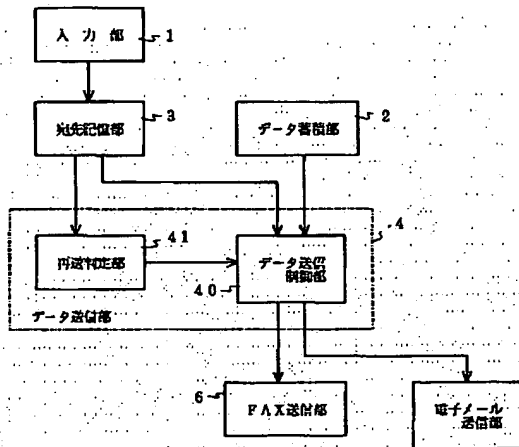 入力部
1
宛先記憶部
3
データ蓄積部
2
4
再送判定部
41
データ送信
制御部
40
データ送信部
6
FAX送信部
電子メール
送信部